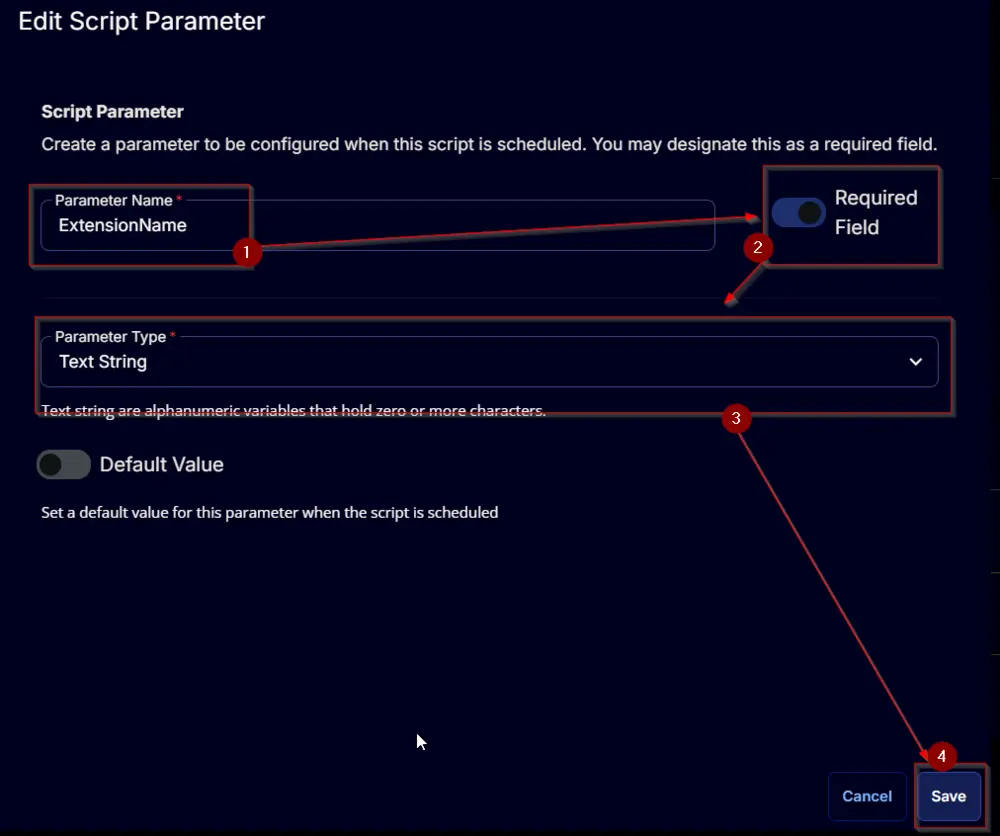 Edit Script Parameter
Script Parameter
Create a parameter to be configured when this script is scheduled. You may designate this as a required field.
Parameter Name *
ExtensionName
1
Required
Field
2
Parameter Type *
Text String
Text string are alphanumeric variables that hold zero or more characters.
3
Default Value
Set a default value for this parameter when the script is scheduled
4
Cancel
Save